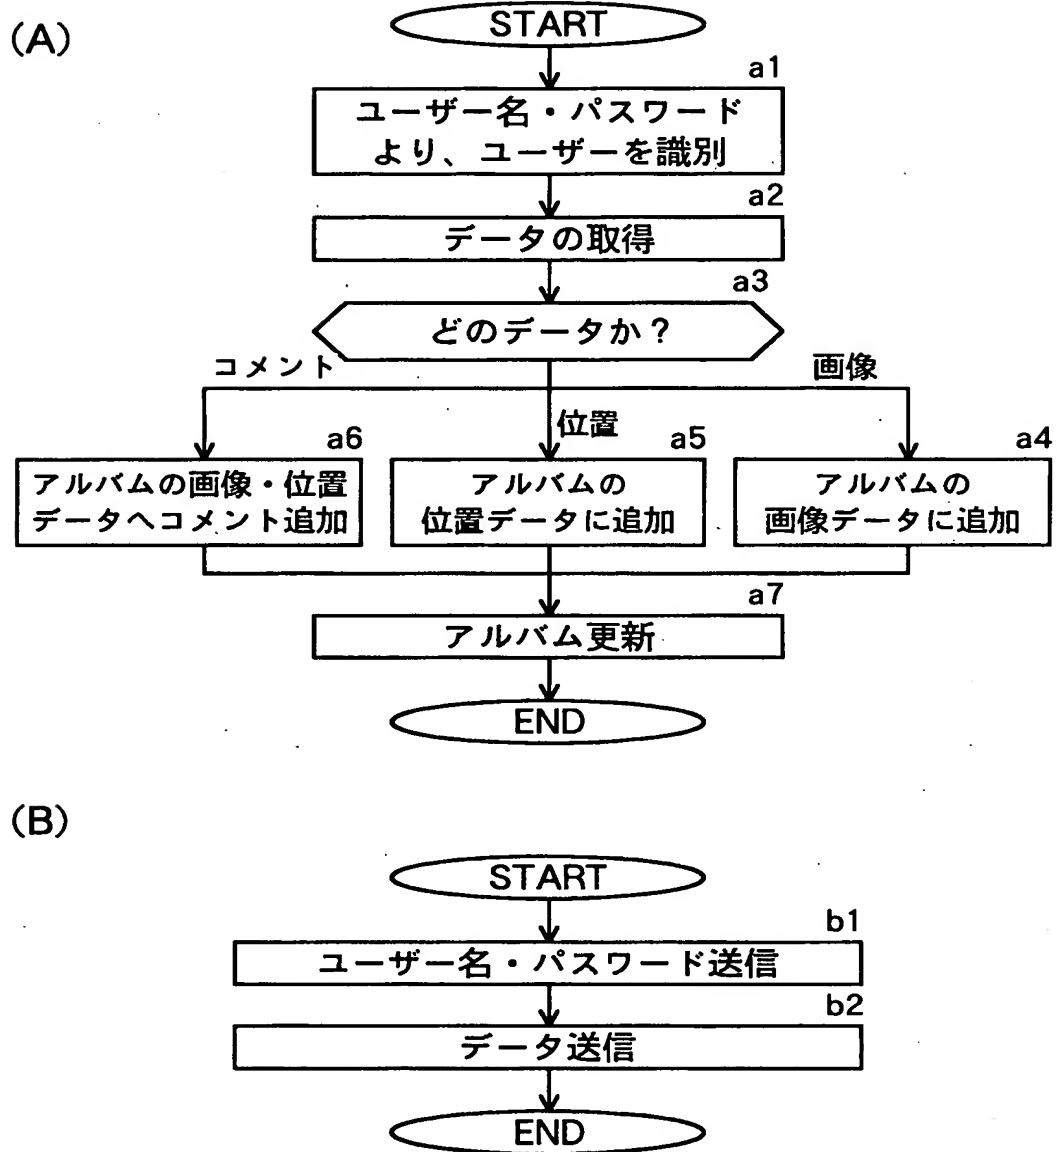 (A)
START
a1
ユーザー名・パスワード
より、ユーザーを識別
a2
データの取得
a3
どのデータか？
コメント
画像
位置
a6
アルバムの画像・位置
データへコメント追加
a5
アルバムの
位置データに追加
a4
アルバムの
画像データに追加
a7
アルバム更新
END
(B)
START
b1
ユーザー名・パスワード送信
b2
データ送信
END